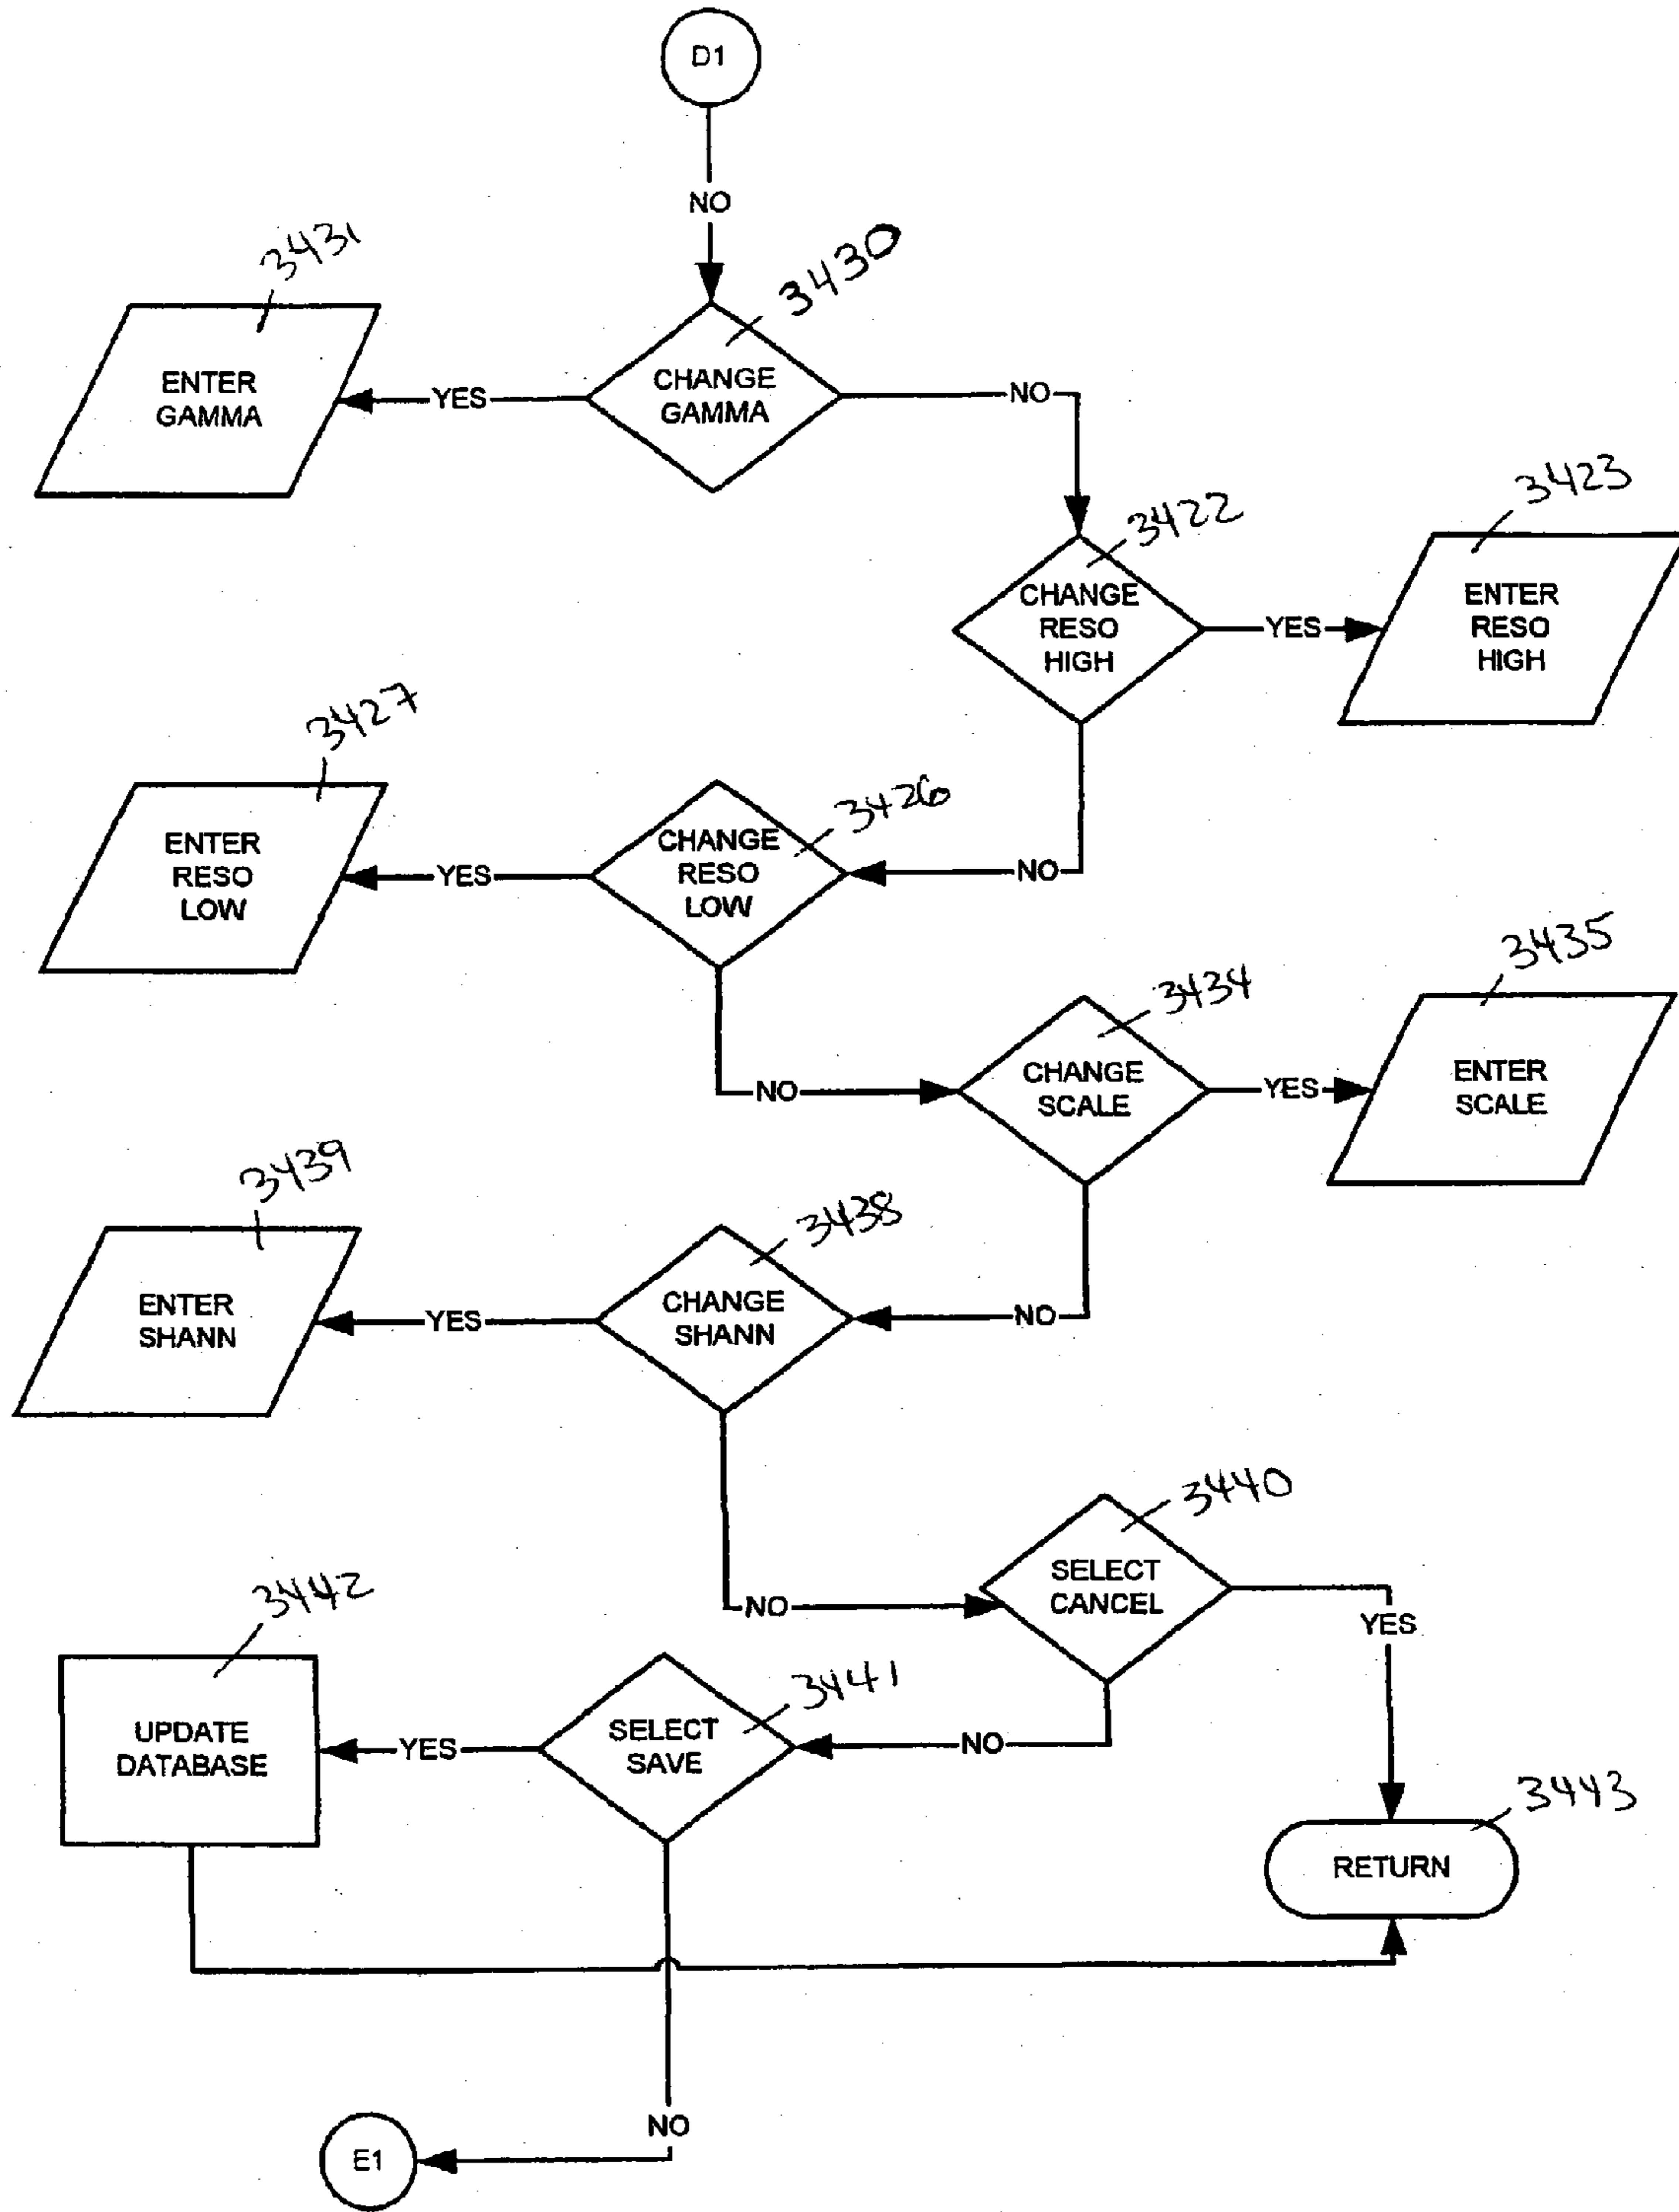 D1
NO
3431
3430
ENTER
GAMMA
YES
CHANGE
GAMMA
NO
3422
3423
CHANGE
RESO
HIGH
YES
ENTER
RESO
HIGH
3427
3426
ENTER
RESO
LOW
YES
CHANGE
RESO
LOW
NO
3434
3435
NO
CHANGE
SCALE
YES
ENTER
SCALE
3439
3438
ENTER
SHANN
YES
CHANGE
SHANN
NO
3440
NO
SELECT
CANCEL
YES
3442
3441
UPDATE
DATABASE
YES
SELECT
SAVE
NO
3443
RETURN
NO
E1